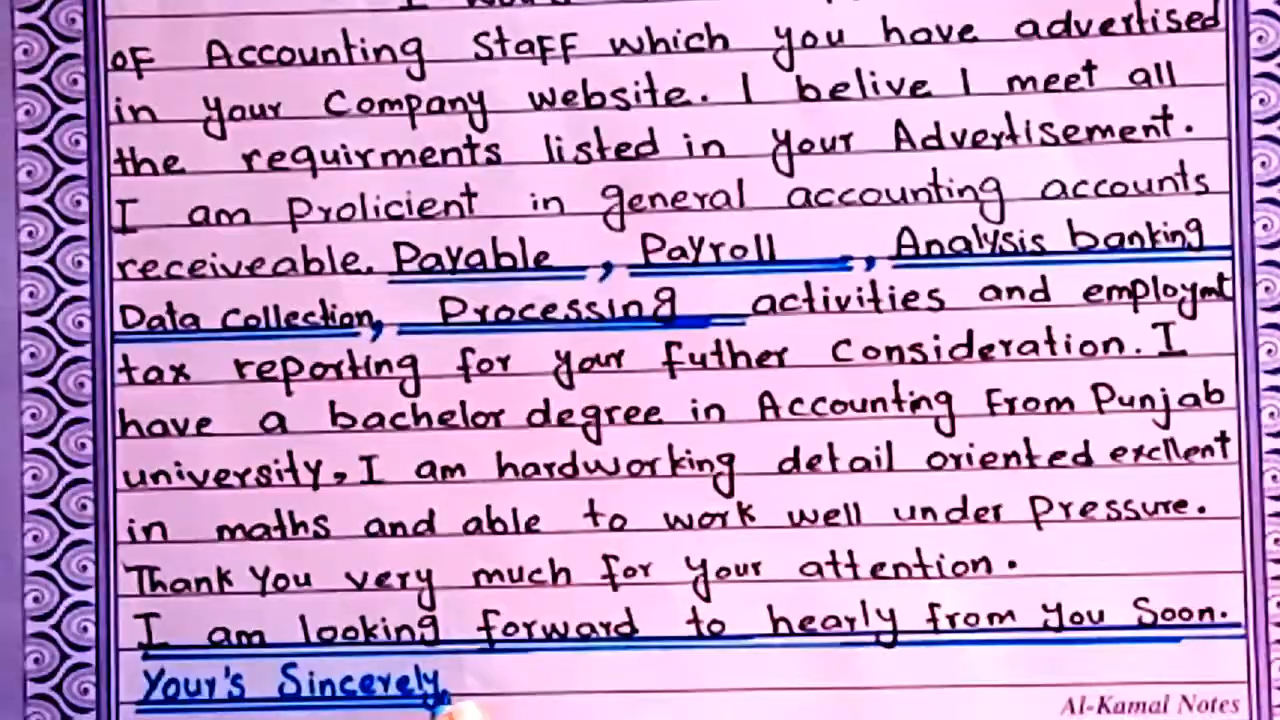 of Accounting Staff which you have advertised
in your Company website. I belive I meet all
the requirments listed in your Advertisement.
I am Prolicient in general accounting accounts
receiveable. Payable , Payroll , Analysis banking
Data Collection, Processing activities and employmt
tax reporting for your futher Consideration. I
have a bachelor degree in Accounting From Punjab
university, I am hardworking detail oriented excllent
in maths and able to work well under Pressure.
Thank You very much for your attention.
I am looking forward to hearly from you Soon.
Your's Sincerely,
Al-Kamal Notes